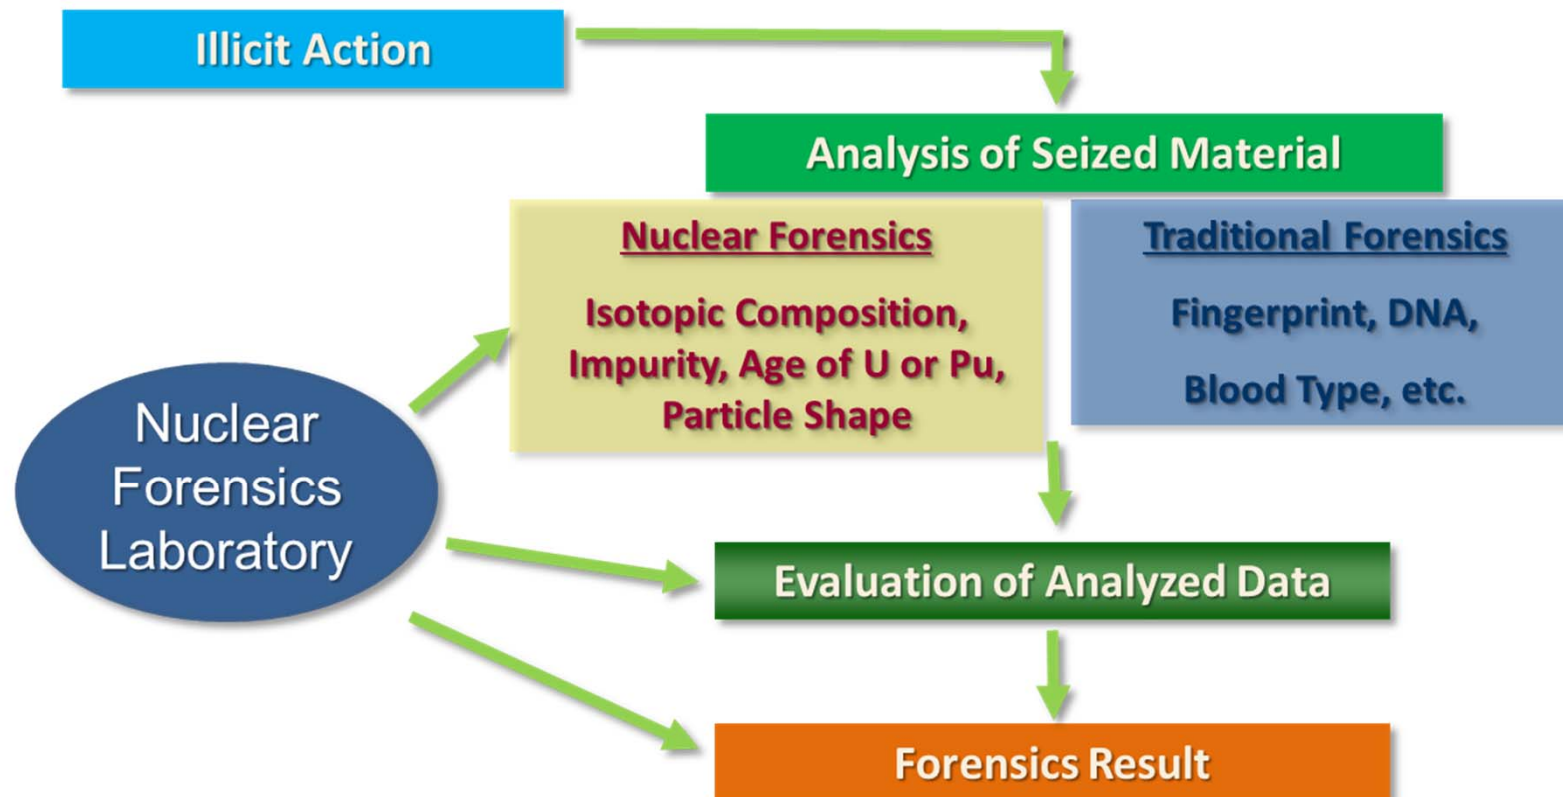 Illicit Action
Analysis of Seized Material
Nuclear Forensics
Isotopic Composition,
Impurity, Age of U or Pu,
Particle Shape
Traditional Forensics
Fingerprint, DNA,
Blood Type, etc.
Nuclear
Forensics
Laboratory
Evaluation of Analyzed Data
Forensics Result